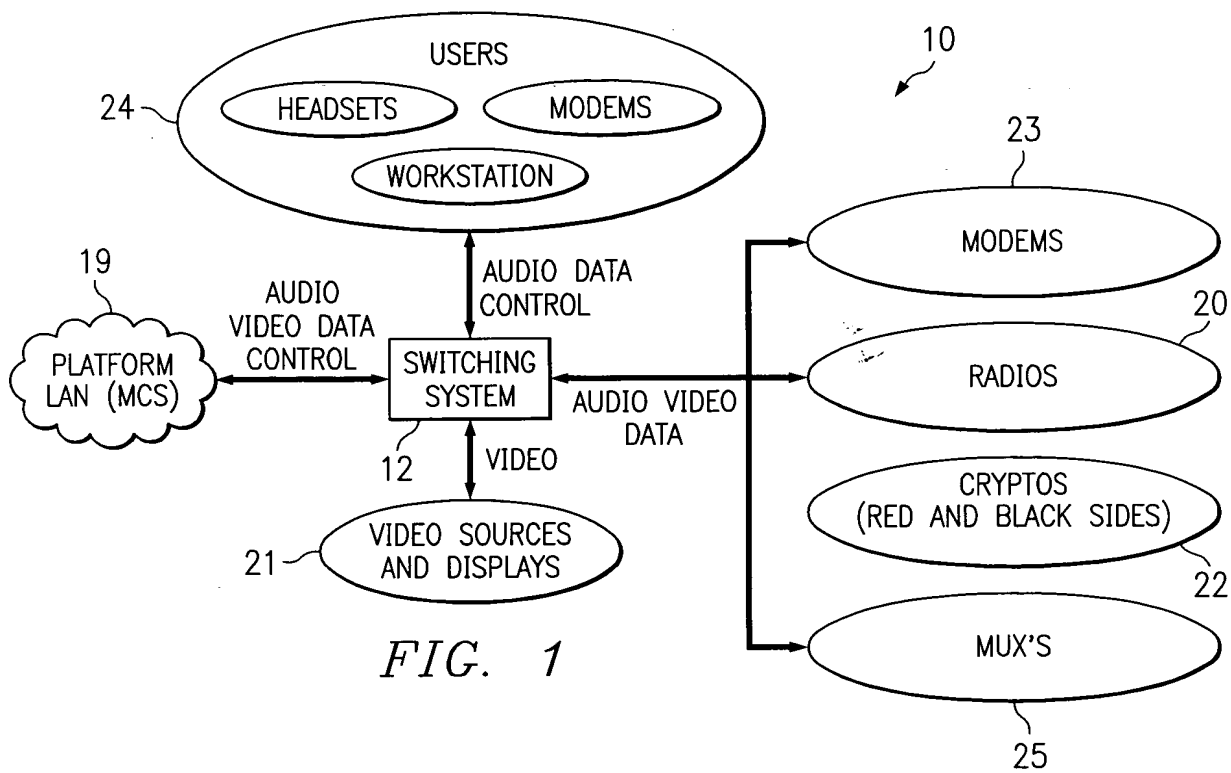 USERS
HEADSETS
MODEMS
WORKSTATION
24
10
23
MODEMS
19
PLATFORM
LAN (MCS)
AUDIO
VIDEO DATA
CONTROL
AUDIO DATA
CONTROL
SWITCHING
SYSTEM
12
AUDIO VIDEO
DATA
20
RADIOS
VIDEO
VIDEO SOURCES
AND DISPLAYS
21
CRYPTOS
(RED AND BLACK SIDES)
22
MUX'S
25
FIG. 1